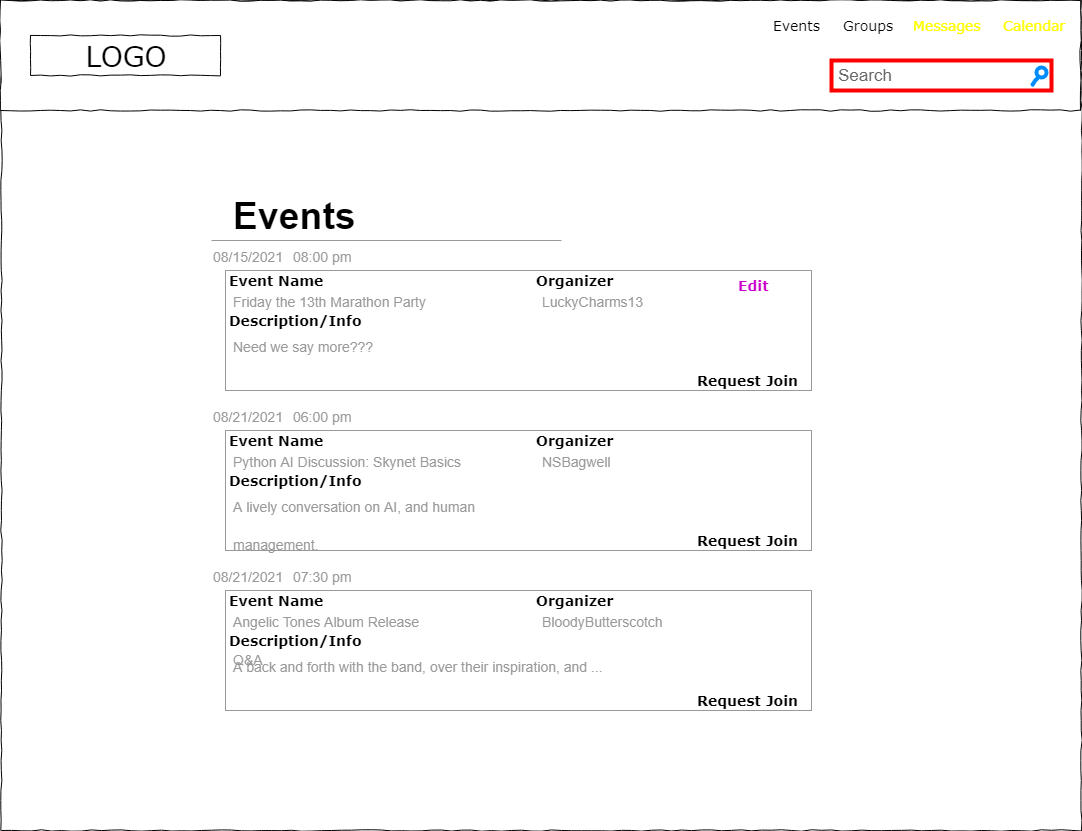 Events Groups Messages Calendar
LOGO
Search
Events
08/15/2021 08:00 pm
Event Name Organizer Edit
Friday the 13th Marathon Party LuckyCharms13
Description/Info
Need we say more???
Request Join
08/21/2021 06:00 pm
Event Name Organizer
Python AI Discussion: Skynet Basics NSBagwell
Description/Info
A lively conversation on AI, and human
management.
Request Join
08/21/2021 07:30 pm
Event Name Organizer
Angelic Tones Album Release BloodyButterscotch
Description/Info
Q&A
A back and forth with the band, over their inspiration, and ...
Request Join